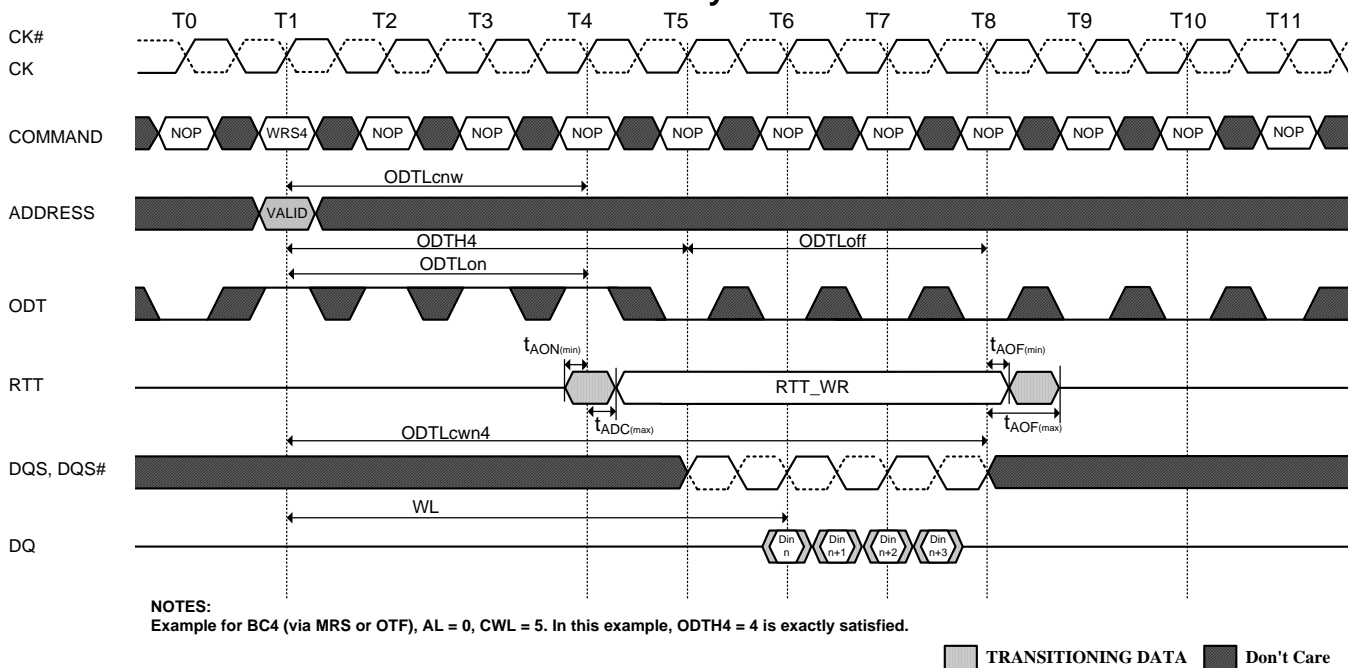 T0 T1 T2 T3 T4 T5 T6 T7 T8 T9 T10 T11
CK#
CK
COMMAND NOP WRS4 NOP NOP NOP NOP NOP NOP NOP NOP NOP NOP
ODTLcnw
ADDRESS VALID
ODTH4 ODTLoff
ODTLon
ODT
tAON(min) tAOF(min)
RTT RTT_WR
tADC(max) tAOF(max)
ODTLcwn4
DQS, DQS#
WL
DQ Din n Din n+1 Din n+2 Din n+3
NOTES:
Example for BC4 (via MRS or OTF), AL = 0, CWL = 5. In this example, ODTH4 = 4 is exactly satisfied.
TRANSITIONING DATA Don't Care